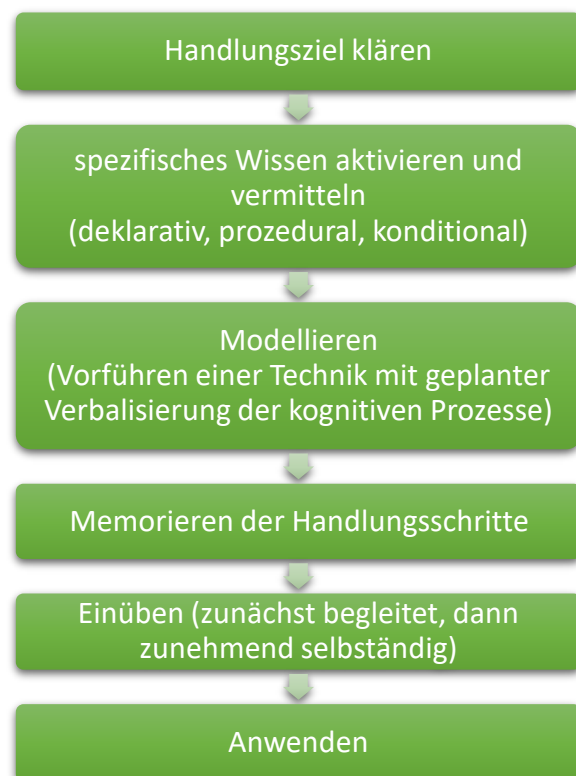 Handlungsziel klären
spezifisches Wissen aktivieren und
vermitteln
(deklarativ, prozedural, konditional)
Modellieren
(Vorführen einer Technik mit geplanter
Verbalisierung der kognitiven Prozesse)
Memorieren der Handlungsschritte
Einüben (zunächst begleitet, dann
zunehmend selbständig)
Anwenden